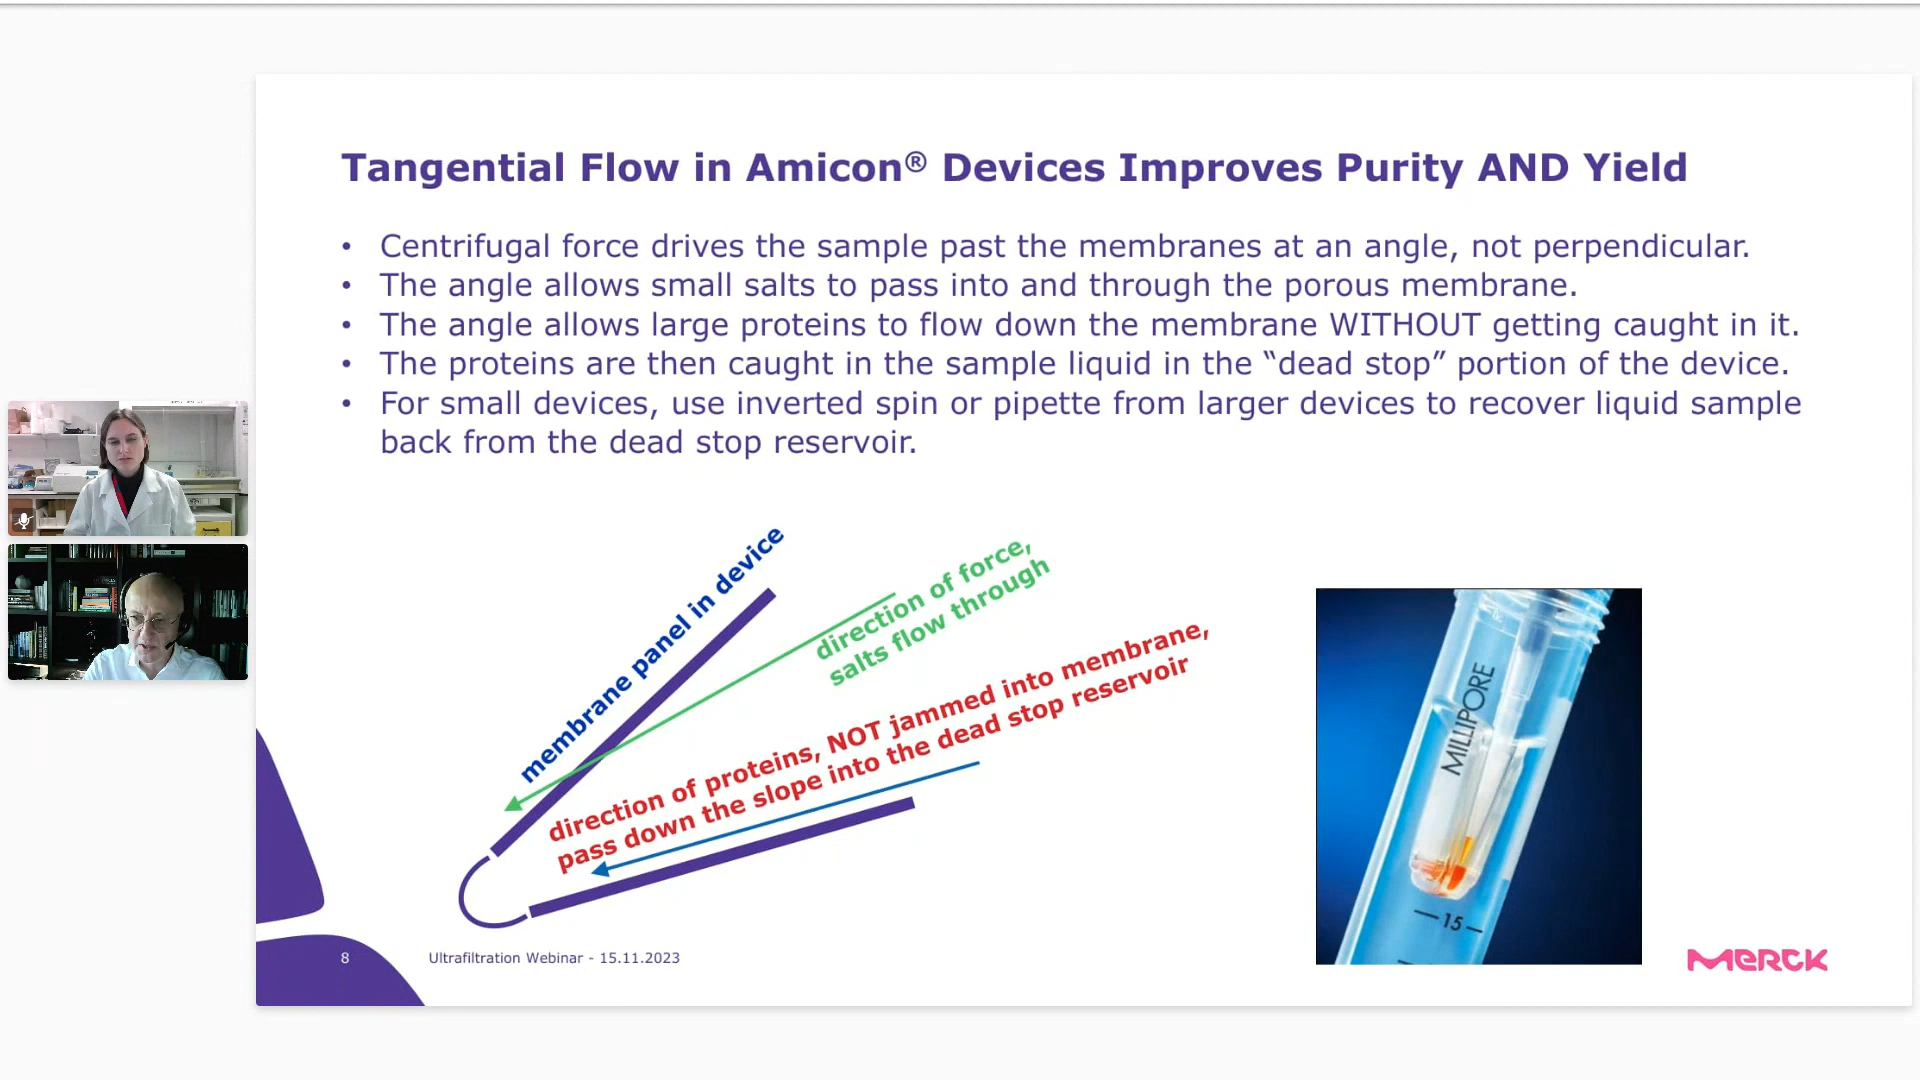 Tangential Flow in Amicon® Devices Improves Purity AND Yield
• Centrifugal force drives the sample past the membranes at an angle, not perpendicular.
• The angle allows small salts to pass into and through the porous membrane.
• The angle allows large proteins to flow down the membrane WITHOUT getting caught in it.
• The proteins are then caught in the sample liquid in the “dead stop” portion of the device.
• For small devices, use inverted spin or pipette from larger devices to recover liquid sample
back from the dead stop reservoir.
membrane panel in device
direction of force,
salts flow through
direction of proteins, NOT jammed into membrane,
pass down the slope into the dead stop reservoir
MILLIPORE
15
8
Ultrafiltration Webinar - 15.11.2023
MERCK